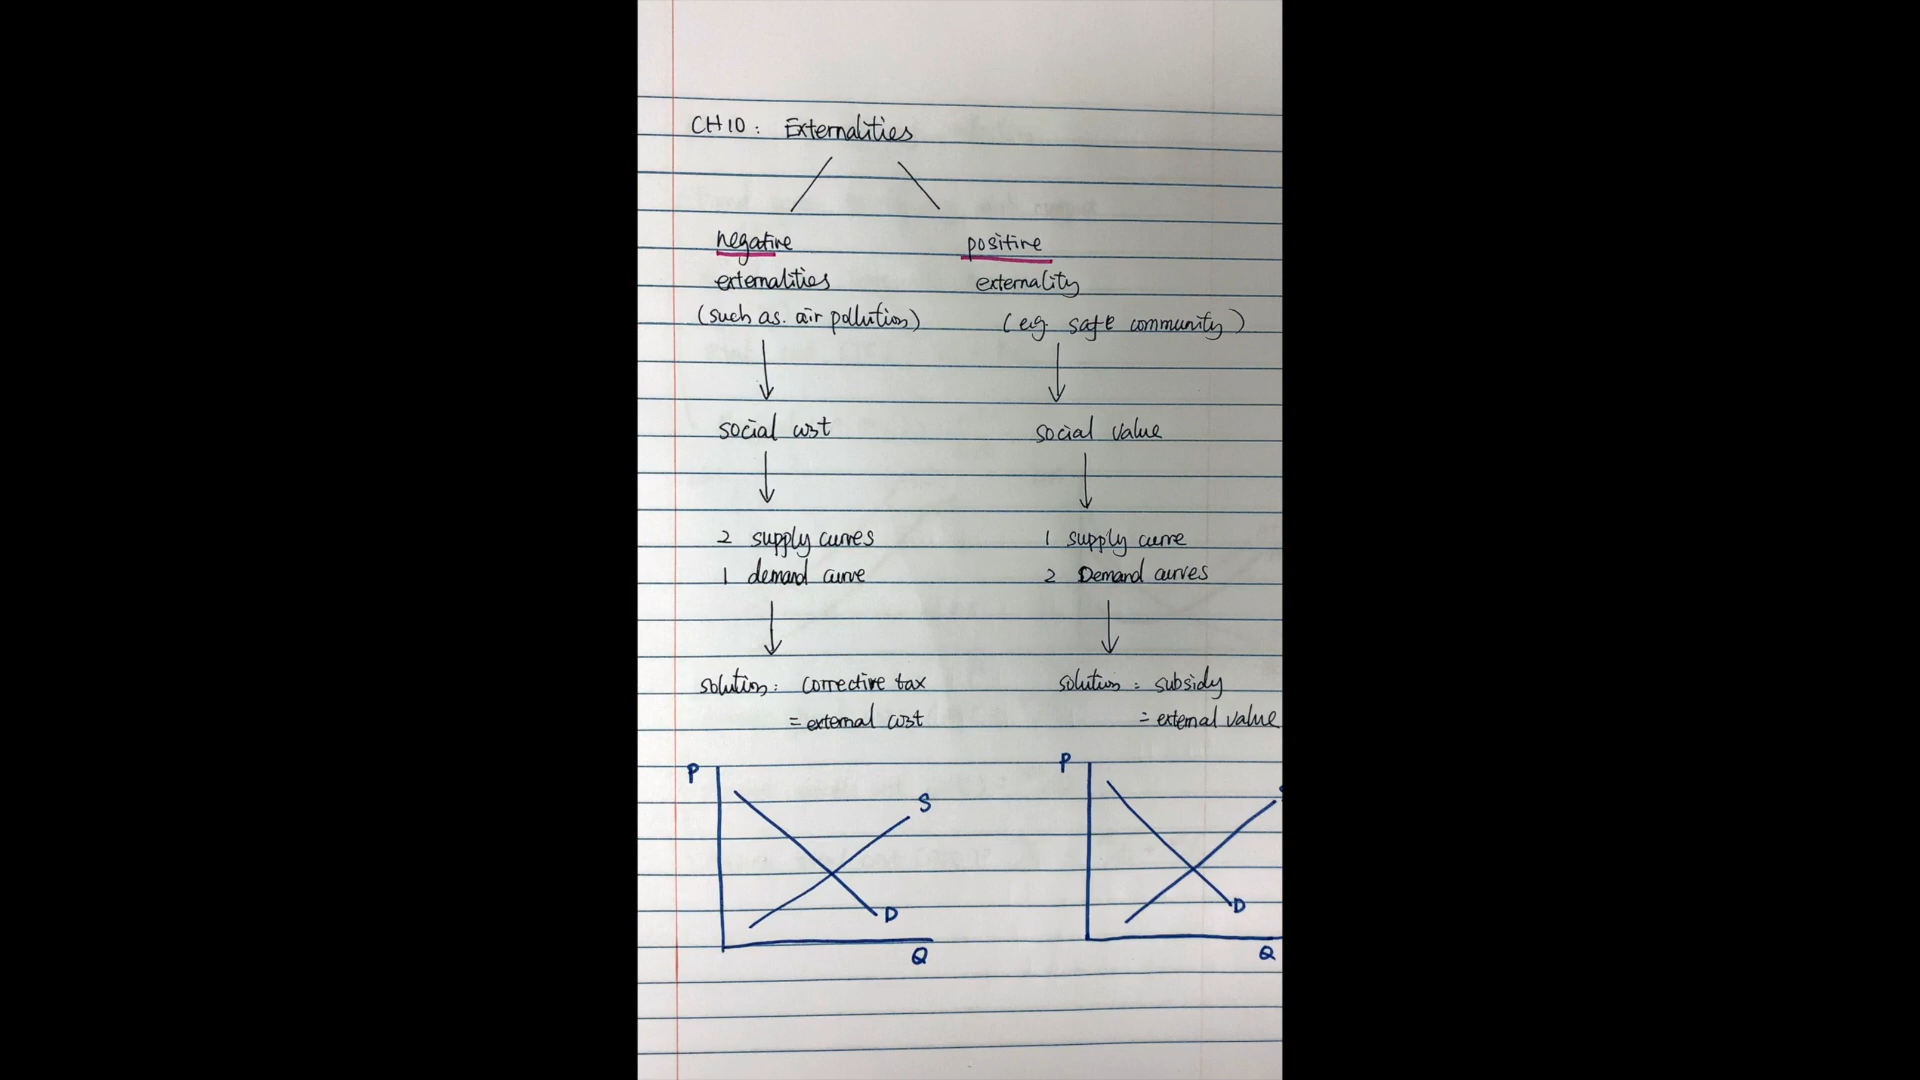 CH10: Externalities
negative
externalities
(such as. air pollution)
social cost
2 supply curves
1 demand curve
solution: corrective tax
= external cost
P
S
D
Q
positive
externality
(e.g. safe community)
social value
1 supply curve
2 Demand curves
solution: subsidy
= external value
P
D
Q